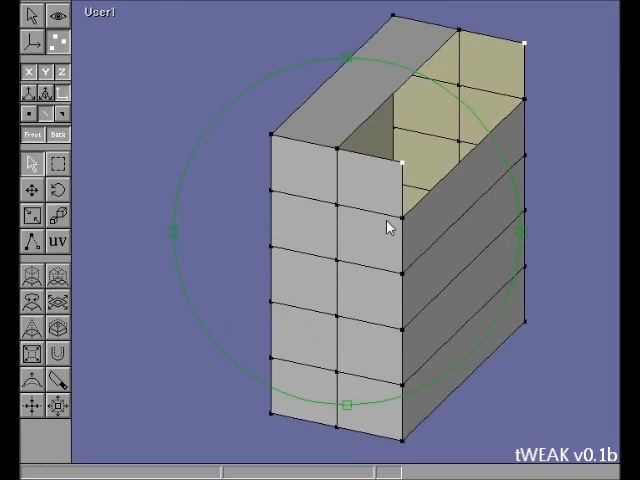 User1
X Y Z
Front Back
uv
tWEAK v0.1b